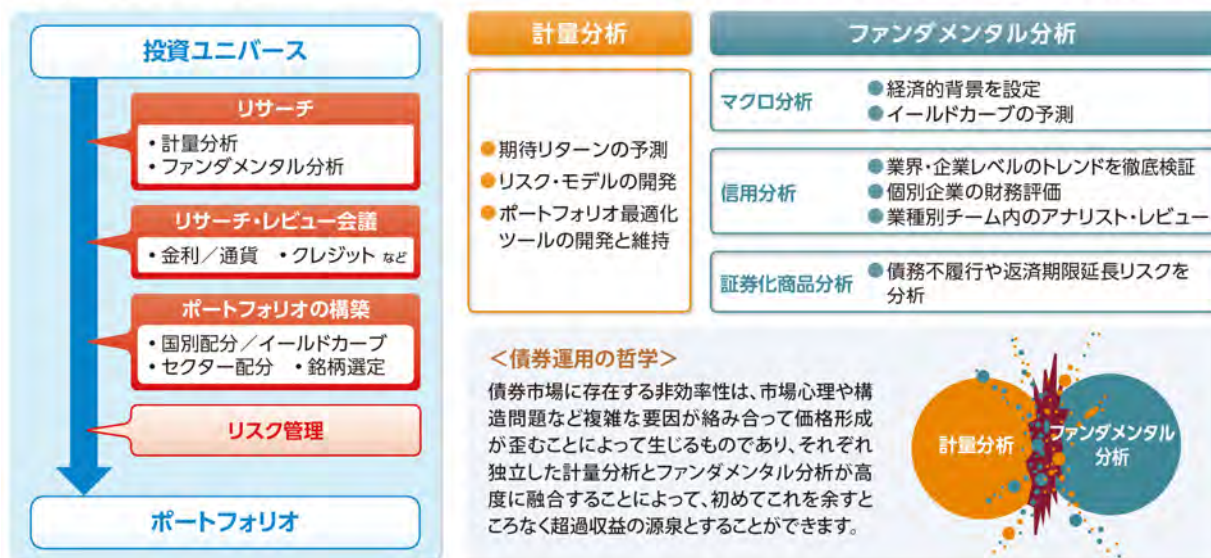 投資ユニバース
リサーチ
・計量分析
・ファンダメンタル分析
リサーチ・レビュー会議
・金利／通貨 ・クレジット など
ポートフォリオの構築
・国別配分／イールドカーブ
・セクター配分 ・銘柄選定
リスク管理
ポートフォリオ
計量分析
●期待リターンの予測
●リスク・モデルの開発
●ポートフォリオ最適化
ツールの開発と維持
ファンダメンタル分析
マクロ分析
●経済的背景を設定
●イールドカーブの予測
信用分析
●業界・企業レベルのトレンドを徹底検証
●個別企業の財務評価
●業種別チーム内のアナリスト・レビュー
証券化商品分析
●債務不履行や返済期限延長リスクを
分析
＜債券運用の哲学＞
債券市場に存在する非効率性は、市場心理や構
造問題など複雑な要因が絡み合って価格形成
が歪むことによって生じるものであり、それぞれ
独立した計量分析とファンダメンタル分析が高
度に融合することによって、初めてこれを余すと
ころなく超過収益の源泉とすることができます。
計量分析
ファンダメンタル
分析